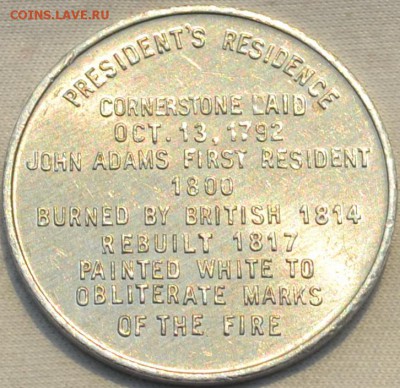 COINS.LAVE.RU
PRESIDENT'S RESIDENCE
CORNERSTONE LAID
OCT. 13, 1792
JOHN ADAMS FIRST RESIDENT
1800
BURNED BY BRITISH 1814
REBUILT 1817
PAINTED WHITE TO
OBLITERATE MARKS
OF THE FIRE